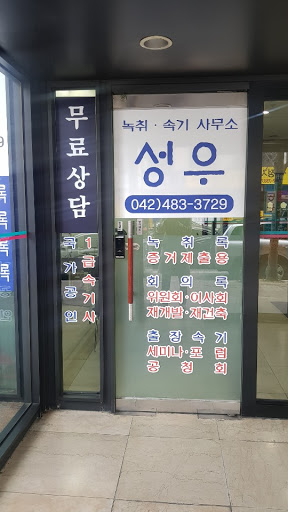 무료상담
국가공인
1급속기사
녹취 · 속기 사무소
성우
042)483-3729
녹 취 록
증거제출용
회 의 록
위원회·이사회
재개발·재건축
출장속기
세미나·포럼
공청회
록
록
록